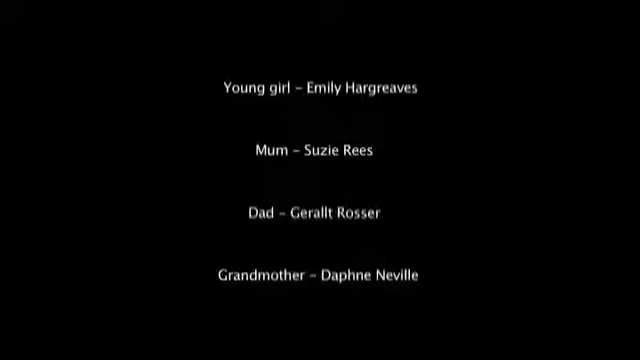 Young girl – Emily Hargreaves
Mum – Suzie Rees
Dad – Gerallt Rosser
Grandmother – Daphne Neville